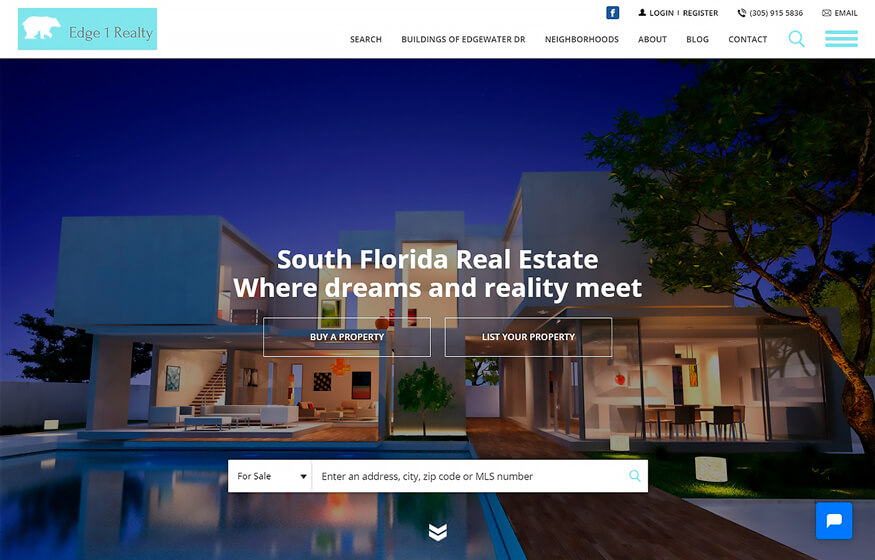 Edge 1 Realty
LOGIN | REGISTER
(305) 915 5836
EMAIL
SEARCH
BUILDINGS OF EDGEWATER DR
NEIGHBORHOODS
ABOUT
BLOG
CONTACT
South Florida Real Estate
Where dreams and reality meet
BUY A PROPERTY
LIST YOUR PROPERTY
For Sale
Enter an address, city, zip code or MLS number